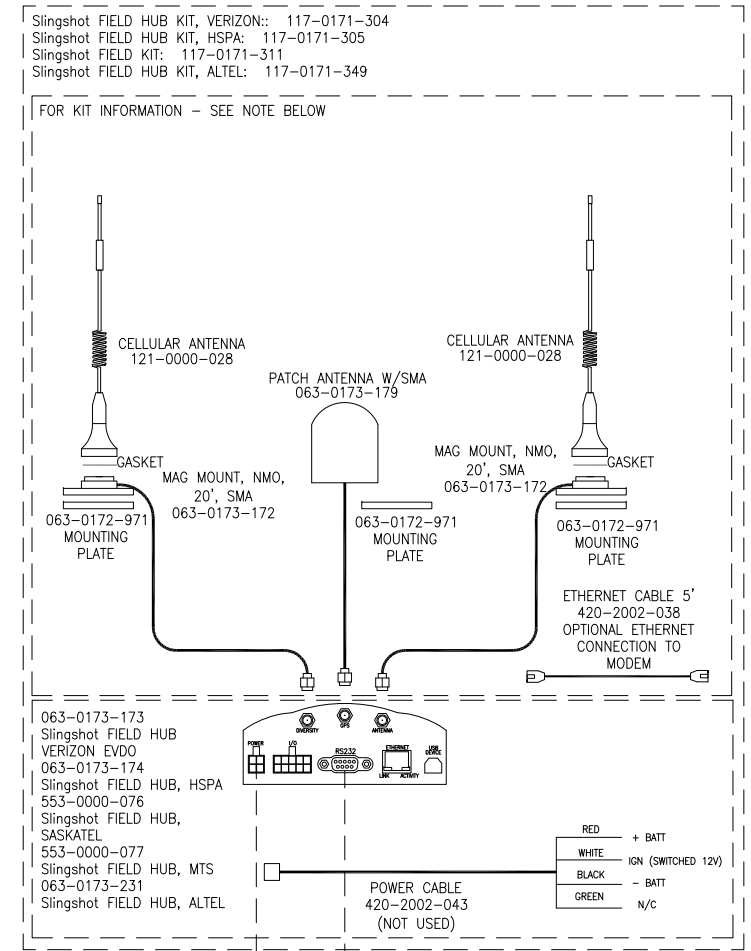 Slingshot FIELD HUB KIT, VERIZON:: 117-0171-304
Slingshot FIELD HUB KIT, HSPA: 117-0171-305
Slingshot FIELD KIT: 117-0171-311
Slingshot FIELD HUB KIT, ALTEL: 117-0171-349
FOR KIT INFORMATION - SEE NOTE BELOW
CELLULAR ANTENNA
121-0000-028
CELLULAR ANTENNA
121-0000-028
PATCH ANTENNA W/SMA
063-0173-179
GASKET
MAG MOUNT, NMO,
20', SMA
063-0173-172
MAG MOUNT, NMO,
20', SMA
063-0173-172
GASKET
063-0172-971
MOUNTING
PLATE
063-0172-971
MOUNTING
PLATE
063-0172-971
MOUNTING
PLATE
ETHERNET CABLE 5'
420-2002-038
OPTIONAL ETHERNET
CONNECTION TO
MODEM
063-0173-173
Slingshot FIELD HUB
VERIZON EVDO
063-0173-174
Slingshot FIELD HUB, HSPA
553-0000-076
Slingshot FIELD HUB,
SASKATEL
553-0000-077
Slingshot FIELD HUB, MTS
063-0173-231
Slingshot FIELD HUB, ALTEL
DIVERSITY
GPS
ANTENNA
POWER
I/O
RS232
ETHERNET
USB
DEVICE
LINK
ACTIVITY
POWER CABLE
420-2002-043
(NOT USED)
RED
+ BATT
WHITE
IGN (SWITCHED 12V)
BLACK
- BATT
GREEN
N/C